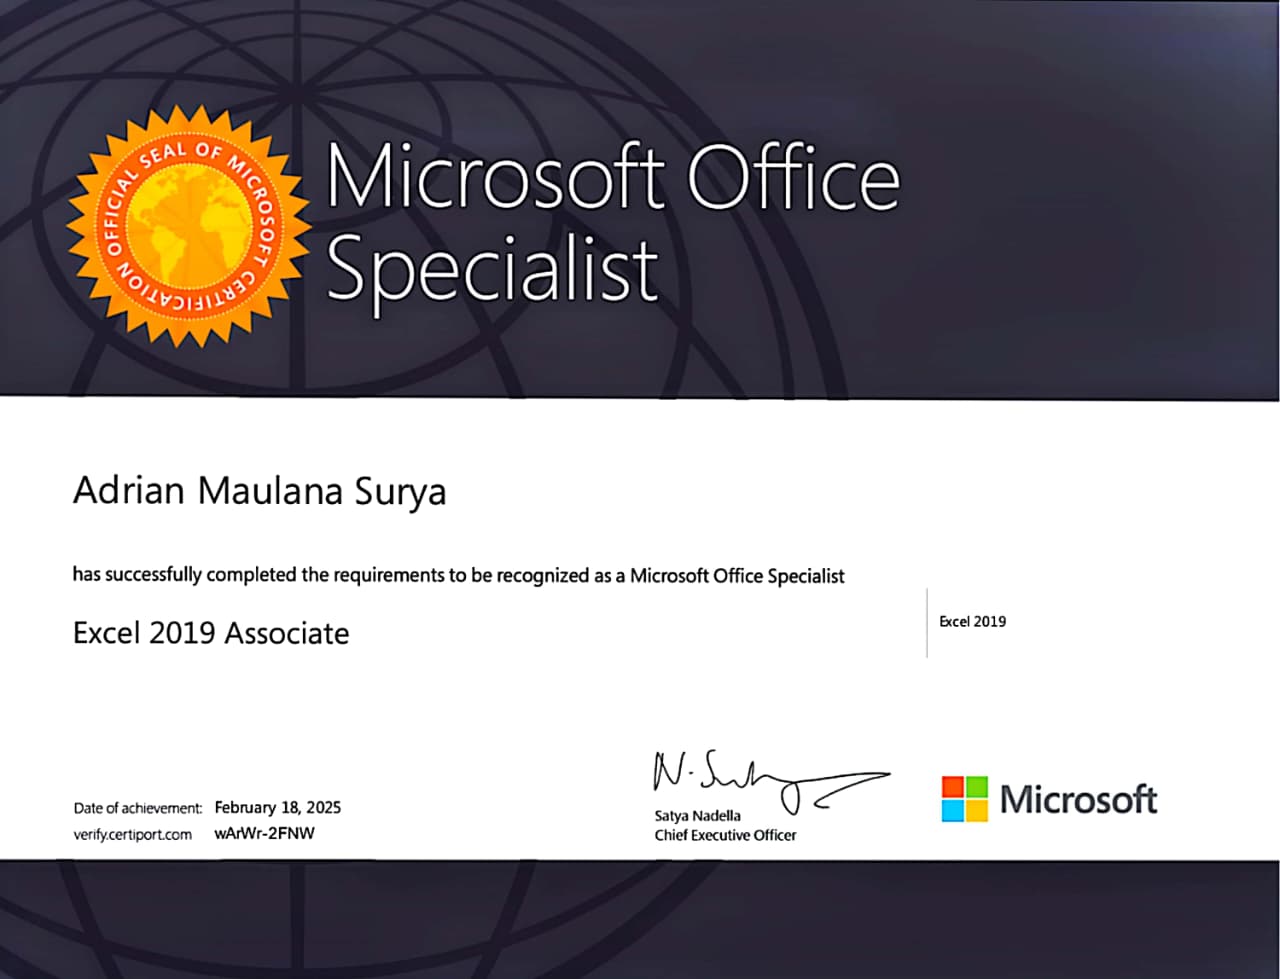 OFFICIAL SEAL OF MICROSOFT CERTIFICATION
Microsoft Office
Specialist
Adrian Maulana Surya
has successfully completed the requirements to be recognized as a Microsoft Office Specialist
Excel 2019 Associate
Excel 2019
N. Sadya
Satya Nadella
Chief Executive Officer
Microsoft
Date of achievement: February 18, 2025
verify.certiport.com wArWr-2FNW